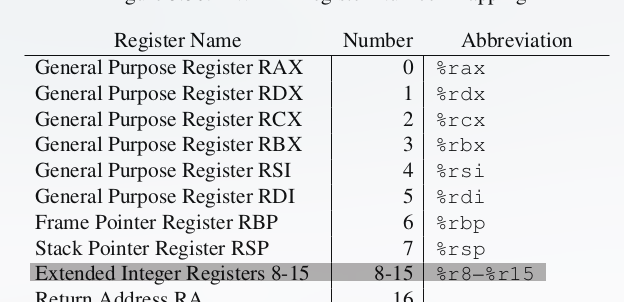 Register Name Number Abbreviation
General Purpose Register RAX 0 %rax
General Purpose Register RDX 1 %rdx
General Purpose Register RCX 2 %rcx
General Purpose Register RBX 3 %rbx
General Purpose Register RSI 4 %rsi
General Purpose Register RDI 5 %rdi
Frame Pointer Register RBP 6 %rbp
Stack Pointer Register RSP 7 %rsp
Extended Integer Registers 8-15 8-15 %r8–%r15
Return Address RA 16